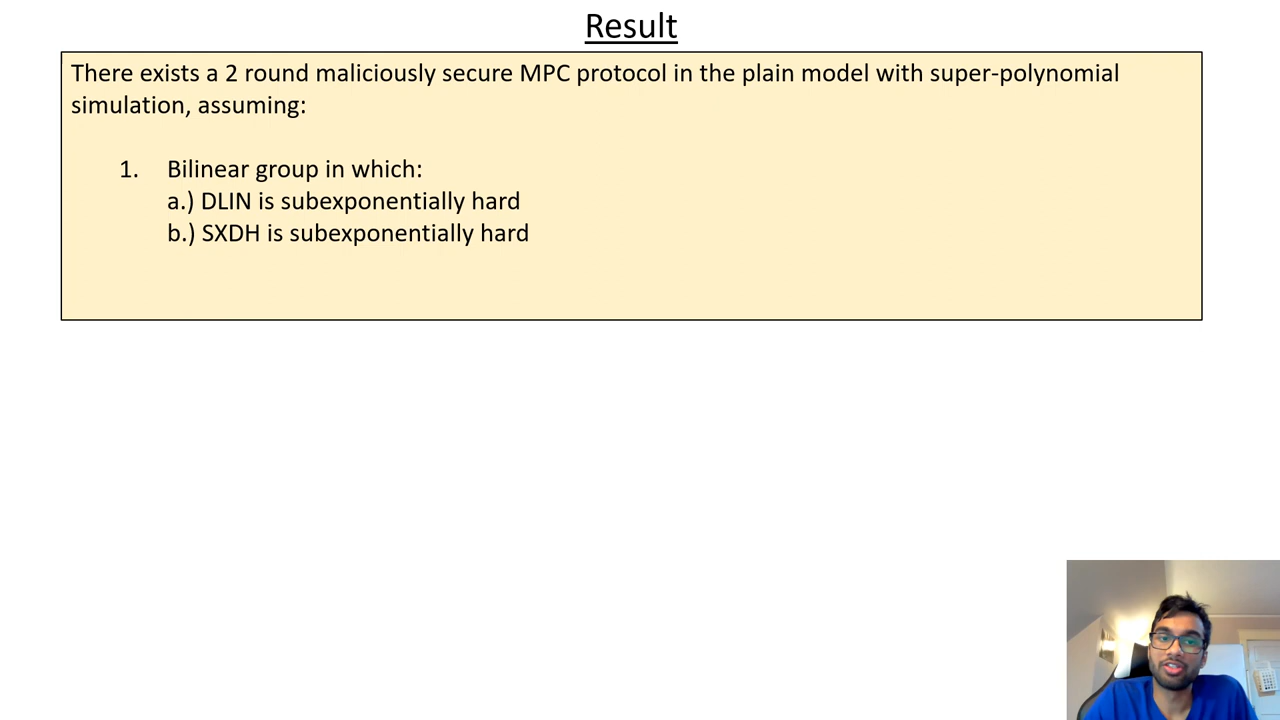 Result
There exists a 2 round maliciously secure MPC protocol in the plain model with super-polynomial
simulation, assuming:
1. Bilinear group in which:
a.) DLIN is subexponentially hard
b.) SXDH is subexponentially hard